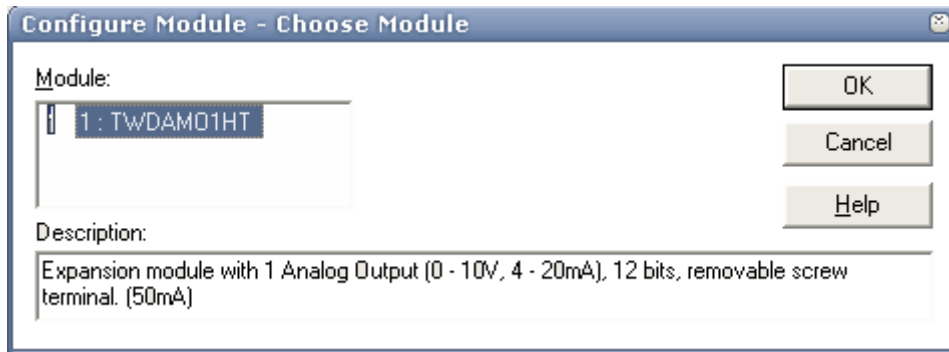 Configure Module - Choose Module
Module:
1 : TWDAMO1HT
OK
Cancel
Help
Description:
Expansion module with 1 Analog Output (0 - 10V, 4 - 20mA), 12 bits, removable screw
terminal. (50mA)